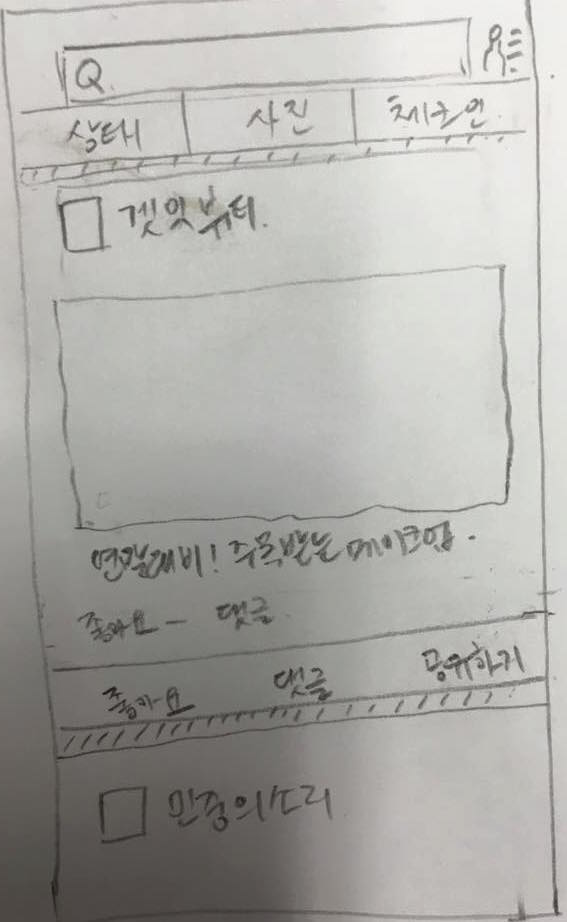 상태 사진 체크인
겟잇뷰티.
연말대비! 주목받는 메이크업.
좋아요 - 댓글
좋아요 댓글 공유하기
민중의소리